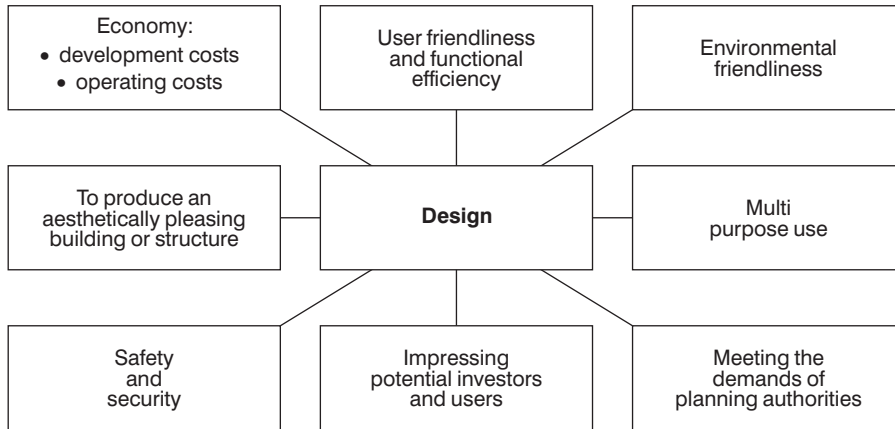 Economy:
• development costs
• operating costs
User friendliness
and functional
efficiency
Environmental
friendliness
To produce an
aesthetically pleasing
building or structure
Design
Multi
purpose use
Safety
and
security
Impressing
potential investors
and users
Meeting the
demands of
planning authorities